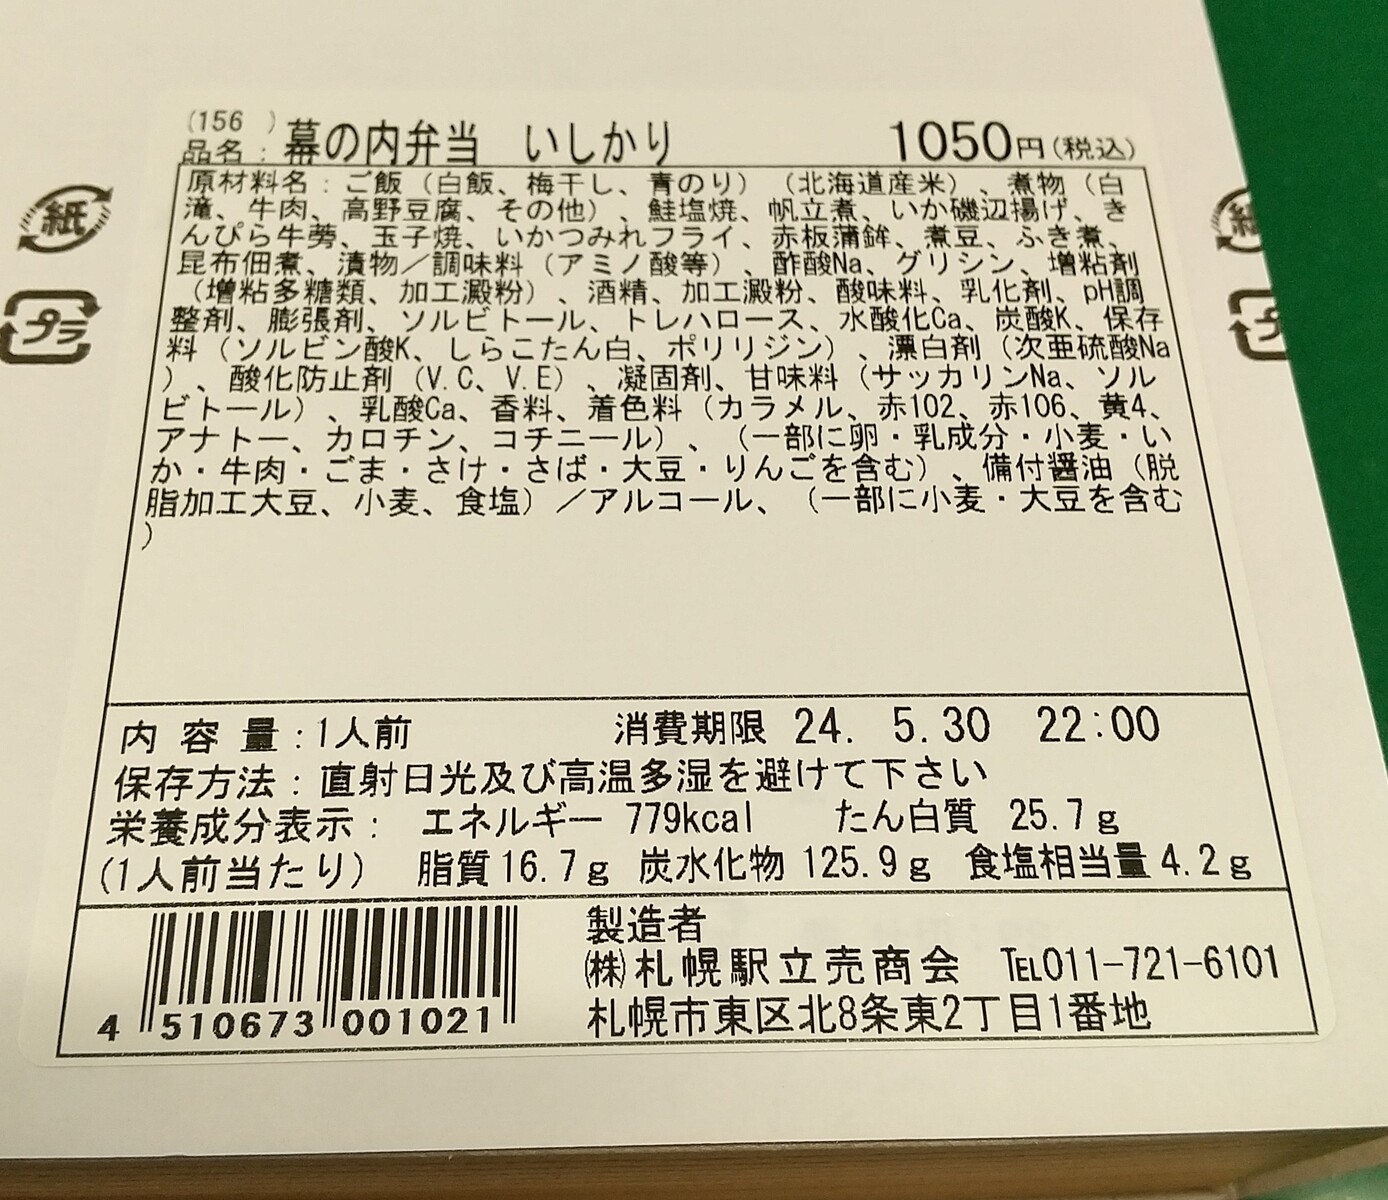 (156 )
品名: 幕の内弁当 いしかり 1050円(税込)
原材料名:ご飯(白飯、梅干し、青のり)(北海道産米)、煮物(白
滝、牛肉、高野豆腐、その他)、鮭塩焼、帆立煮、いか磯辺揚げ、き
んぴら牛蒡、玉子焼、いかつみれフライ、赤板蒲鉾、煮豆、ふき煮、
昆布佃煮、漬物/調味料(アミノ酸等)、酢酸Na、グリシン、増粘剤
(増粘多糖類、加工澱粉)、酒精、加工澱粉、酸味料、乳化剤、pH調
整剤、膨張剤、ソルビトール、トレハロース、水酸化Ca、炭酸K、保存
料(ソルビン酸K、しらこたん白、ポリリジン)、漂白剤(次亜硫酸Na
)、酸化防止剤(V.C、V.E)、凝固剤、甘味料(サッカリンNa、ソル
ビトール)、乳酸Ca、香料、着色料(カラメル、赤102、赤106、黄4、
アナトー、カロチン、コチニール)、(一部に卵・乳成分・小麦・い
か・牛肉・ごま・さけ・さば・大豆・りんごを含む)、備付醤油(脱
脂加工大豆、小麦、食塩)/アルコール、(一部に小麦・大豆を含む
)
内容量:1人前 消費期限 24. 5.30 22:00
保存方法:直射日光及び高温多湿を避けて下さい
栄養成分表示: エネルギー 779kcal たん白質 25.7g
(1人前当たり) 脂質16.7g 炭水化物125.9g 食塩相当量4.2g
製造者
㈱札幌駅立売商会 TEL011-721-6101
札幌市東区北8条東2丁目1番地
4 510673 001021
紙
プラ
紙
プ